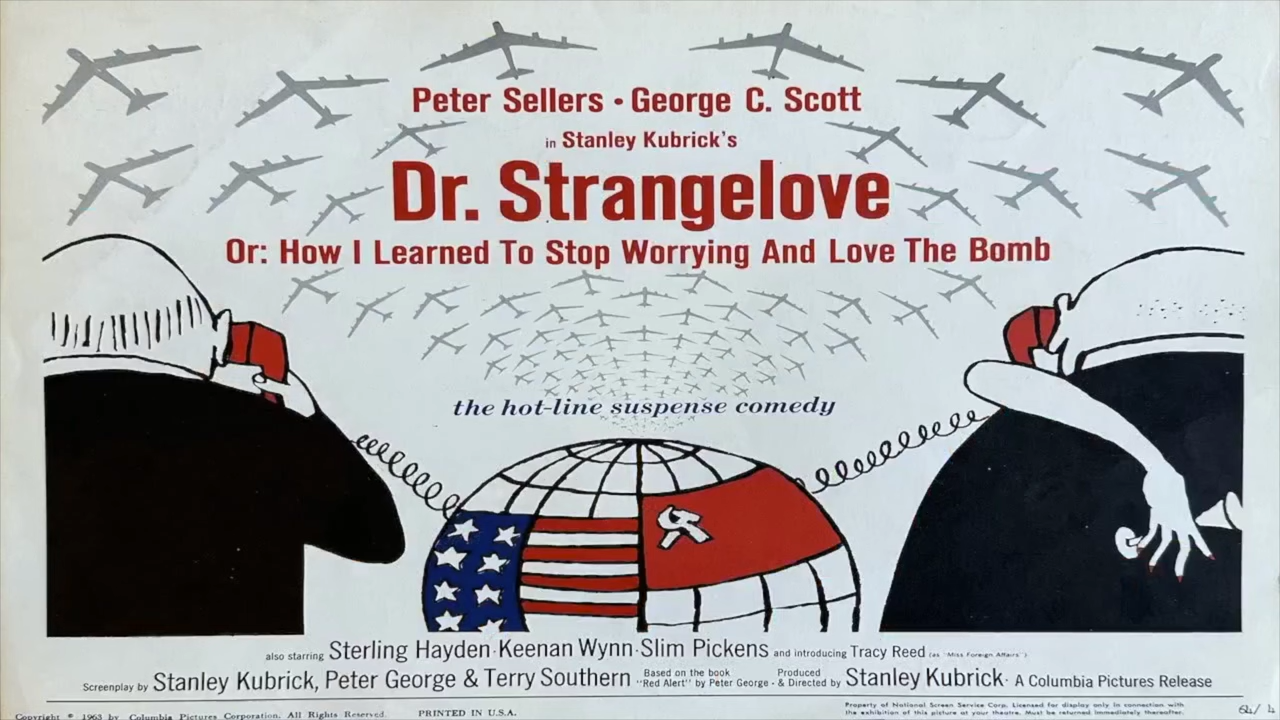 Peter Sellers · George C. Scott
in Stanley Kubrick's
Dr. Strangelove
Or: How I Learned To Stop Worrying And Love The Bomb
the hot-line suspense comedy
also starring Sterling Hayden · Keenan Wynn · Slim Pickens and introducing Tracy Reed (as "Miss Foreign Affairs")
Screenplay by Stanley Kubrick, Peter George & Terry Southern Based on the book "Red Alert" by Peter George · Produced & Directed by Stanley Kubrick · A Columbia Pictures Release
Copyright © 1963 by Columbia Pictures Corporation. All Rights Reserved. PRINTED IN U.S.A.
Property of National Screen Service Corp. Licensed for display only in connection with
the exhibition of this picture at your theatre. Must be returned immediately thereafter.
64/4